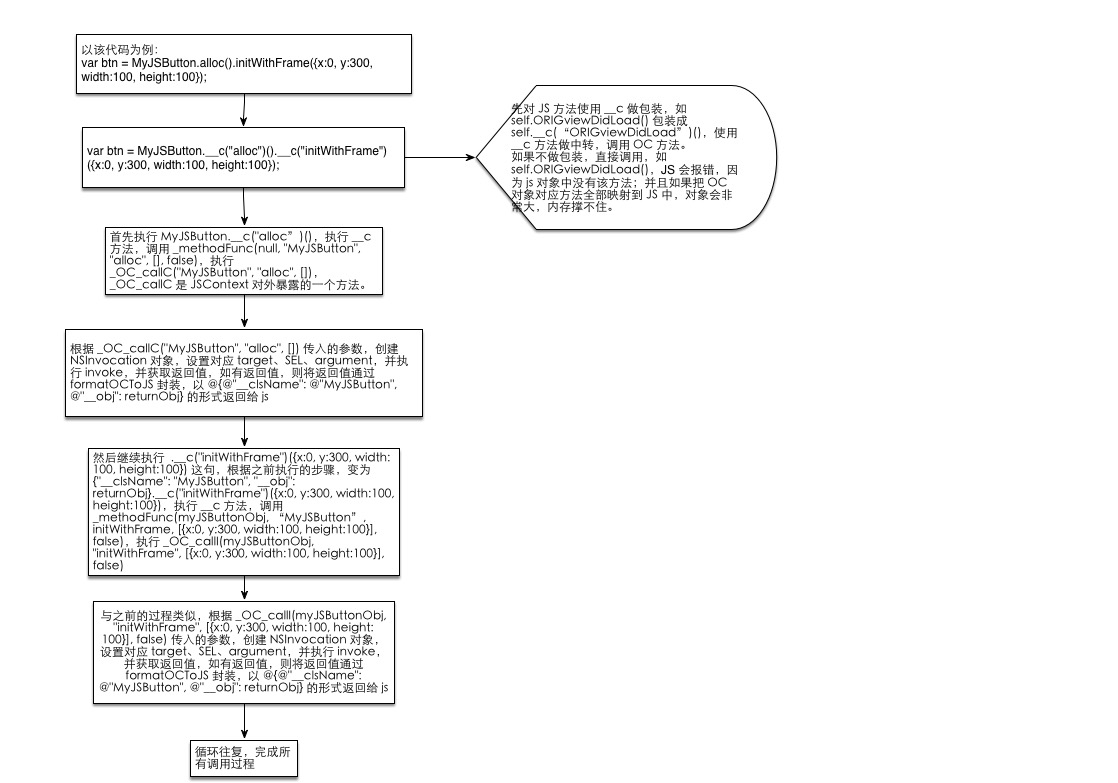 以该代码为例：
var btn = MyJSButton.alloc().initWithFrame({x:0, y:300,
width:100, height:100});
var btn = MyJSButton.__c("alloc")().__c("initWithFrame")
({x:0, y:300, width:100, height:100});
先对 JS 方法使用 __c 做包装，如
self.ORIGviewDidLoad() 包装成
self.__c(“ORIGviewDidLoad”)()，使用
__c 方法做中转，调用 OC 方法。
如果不做包装，直接调用，如
self.ORIGviewDidLoad()，JS 会报错，因
为 js 对象中没有该方法；并且如果把 OC
对象对应方法全部映射到 JS 中，对象会非
常大，内存撑不住。
首先执行 MyJSButton.__c("alloc”)()，执行 __c
方法，调用 _methodFunc(null, "MyJSButton",
"alloc", [], false)，执行
_OC_callC("MyJSButton", "alloc", [])，
_OC_callC 是 JSContext 对外暴露的一个方法。
根据 _OC_callC("MyJSButton", "alloc", []) 传入的参数，创建
NSInvocation 对象，设置对应 target、SEL、argument，并执
行 invoke，并获取返回值，如有返回值，则将返回值通过
formatOCToJS 封装，以 @{@"__clsName": @"MyJSButton",
@"__obj": returnObj} 的形式返回给 js
然后继续执行 .__c("initWithFrame")({x:0, y:300, width:
100, height:100}) 这句，根据之前执行的步骤，变为
{"__clsName": "MyJSButton", "__obj":
returnObj}.__c("initWithFrame")({x:0, y:300, width:100,
height:100})，执行 __c 方法，调用
_methodFunc(myJSButtonObj, “MyJSButton”,
initWithFrame, [{x:0, y:300, width:100, height:100}],
false)，执行 _OC_callI(myJSButtonObj,
"initWithFrame", [{x:0, y:300, width:100, height:100}],
false)
与之前的过程类似，根据 _OC_callI(myJSButtonObj,
"initWithFrame", [{x:0, y:300, width:100, height:
100}], false) 传入的参数，创建 NSInvocation 对象，
设置对应 target、SEL、argument，并执行 invoke，
并获取返回值，如有返回值，则将返回值通过
formatOCToJS 封装，以 @{@"__clsName":
@"MyJSButton", @"__obj": returnObj} 的形式返回给 js
循环往复，完成所
有调用过程